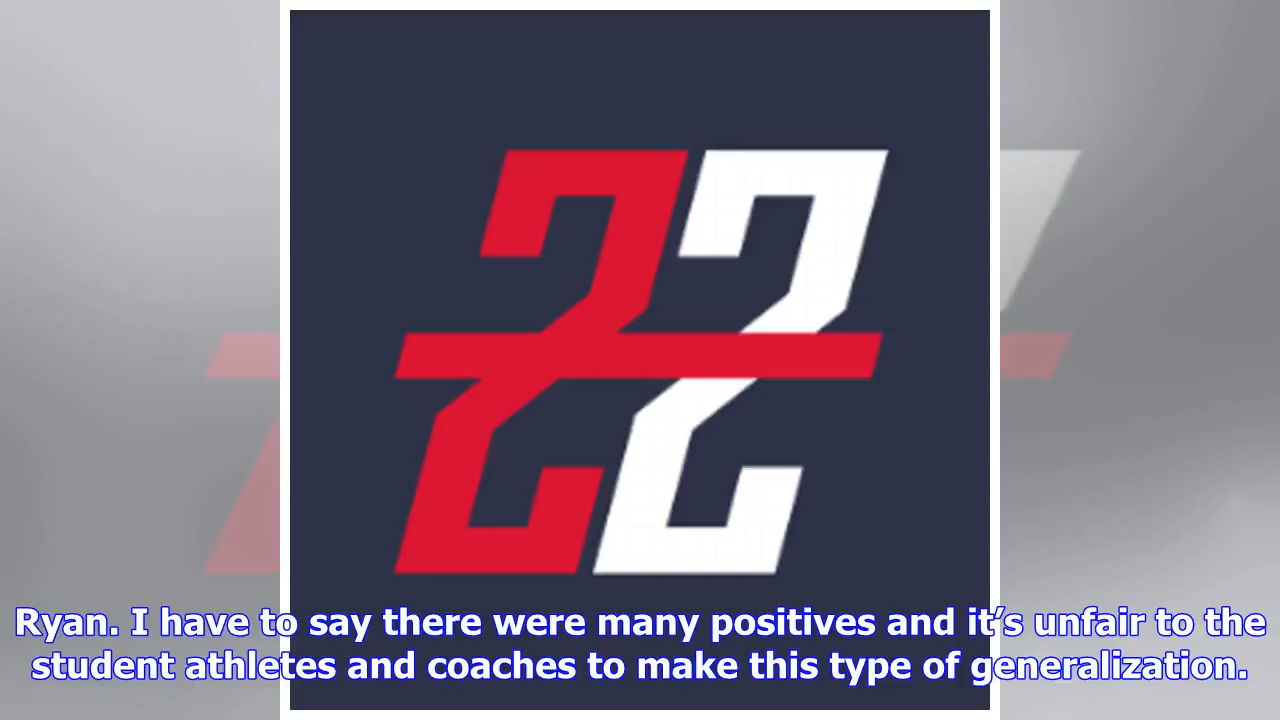 22
Ryan. I have to say there were many positives and it’s unfair to the
student athletes and coaches to make this type of generalization.